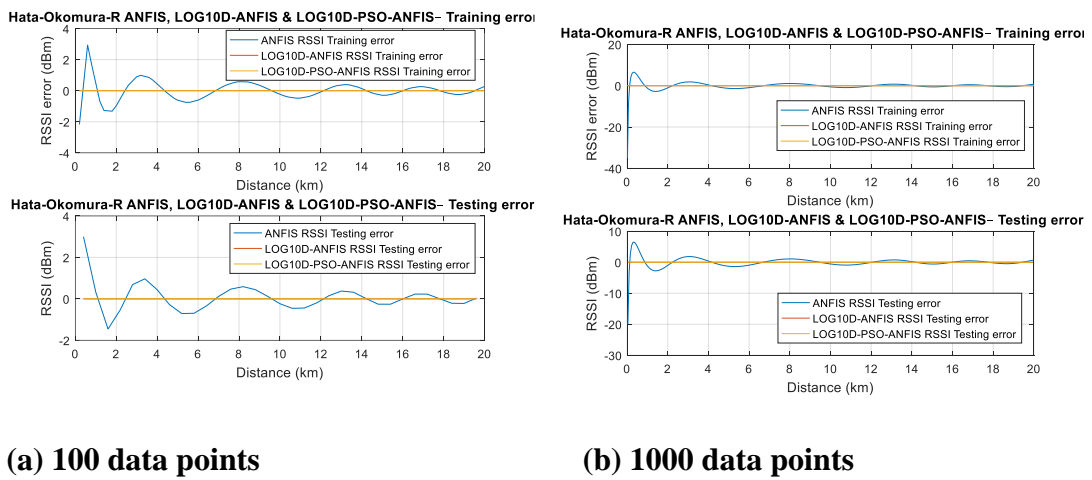 Hata-Okomura-R ANFIS, LOG10D-ANFIS & LOG10D-PSO-ANFIS– Training error
4
2
0
-2
-4
RSSI error (dBm)
ANFIS RSSI Training error
LOG10D-ANFIS RSSI Training error
LOG10D-PSO-ANFIS RSSI Training error
0 2 4 6 8 10 12 14 16 18 20
Distance (km)
Hata-Okomura-R ANFIS, LOG10D-ANFIS & LOG10D-PSO-ANFIS– Testing error
4
2
0
-2
RSSI error (dBm)
ANFIS RSSI Testing error
LOG10D-ANFIS RSSI Testing error
LOG10D-PSO-ANFIS RSSI Testing error
0 2 4 6 8 10 12 14 16 18 20
Distance (km)
(a) 100 data points
Hata-Okomura-R ANFIS, LOG10D-ANFIS & LOG10D-PSO-ANFIS– Training error
20
0
-20
-40
RSSI error (dBm)
ANFIS RSSI Training error
LOG10D-ANFIS RSSI Training error
LOG10D-PSO-ANFIS RSSI Training error
0 2 4 6 8 10 12 14 16 18 20
Distance (km)
Hata-Okomura-R ANFIS, LOG10D-ANFIS & LOG10D-PSO-ANFIS– Testing error
10
0
-10
-20
-30
RSSI (dBm)
ANFIS RSSI Testing error
LOG10D-ANFIS RSSI Testing error
LOG10D-PSO-ANFIS RSSI Testing error
0 2 4 6 8 10 12 14 16 18 20
Distance (km)
(b) 1000 data points